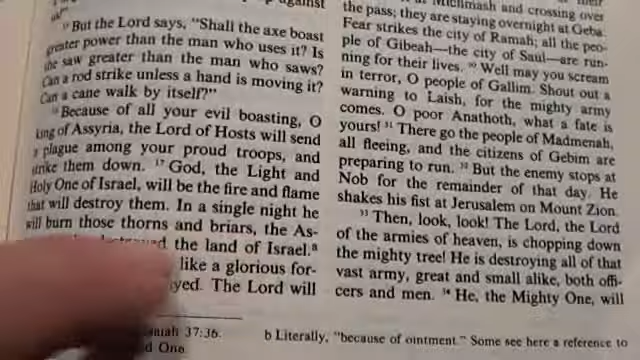 against
"But the Lord says, "Shall the axe boast
greater power than the man who uses it? Is
the saw greater than the man who saws?
Can a rod strike unless a hand is moving it?
Can a cane walk by itself?"
Because of all your evil boasting, O
king of Assyria, the Lord of Hosts will send
a plague among your proud troops, and
strike them down. 17 God, the Light and
Holy One of Israel, will be the fire and flame
that will destroy them. In a single night he
will burn those thorns and briars, the As-
the land of Israel.a
like a glorious for-
The Lord will
Isaiah 37:36.
One
Michmash and crossing over
the pass; they are staying overnight at Geba.
Fear strikes the city of Ramah; all the peo-
ple of Gibeah—the city of Saul—are run-
ning for their lives. 30 Well may you scream
in terror, O people of Gallim. Shout out a
warning to Laish, for the mighty army
comes. O poor Anathoth, what a fate is
yours! 31 There go the people of Madmenah,
all fleeing, and the citizens of Gebim are
preparing to run. 32 But the enemy stops at
Nob for the remainder of that day. He
shakes his fist at Jerusalem on Mount Zion.
33 Then, look, look! The Lord, the Lord
of the armies of heaven, is chopping down
the mighty tree! He is destroying all of that
vast army, great and small alike, both offi-
cers and men. 34 He, the Mighty One, will
b Literally, "because of ointment." Some see here a reference to